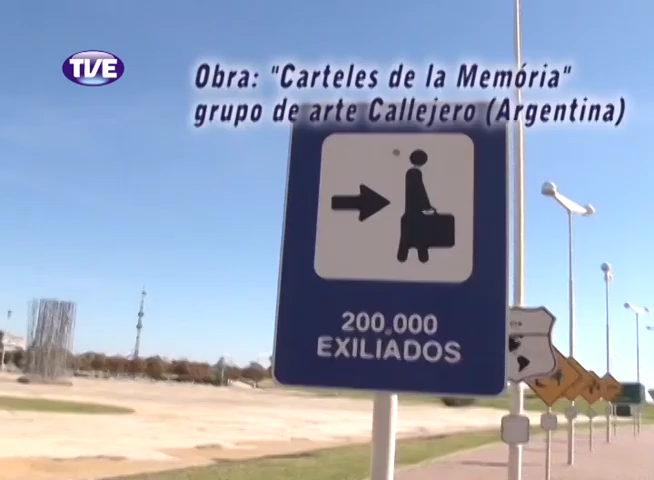 TVE
Obra: "Carteles de la Memória"
grupo de arte Callejero (Argentina)
200.000
EXILIADOS